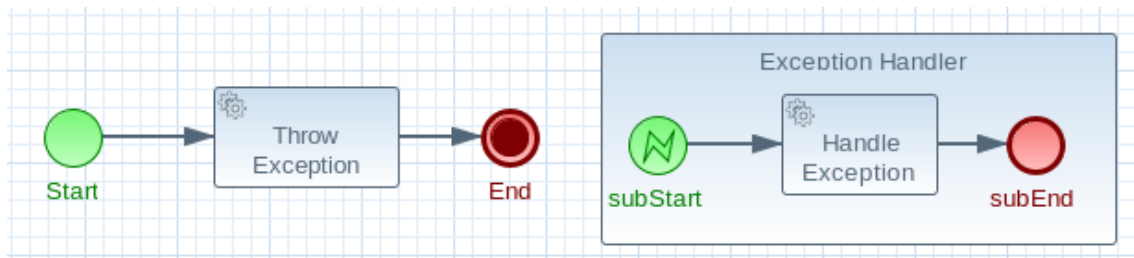 Throw
Exception
Start
End
Exception Handler
Handle
Exception
subStart
subEnd